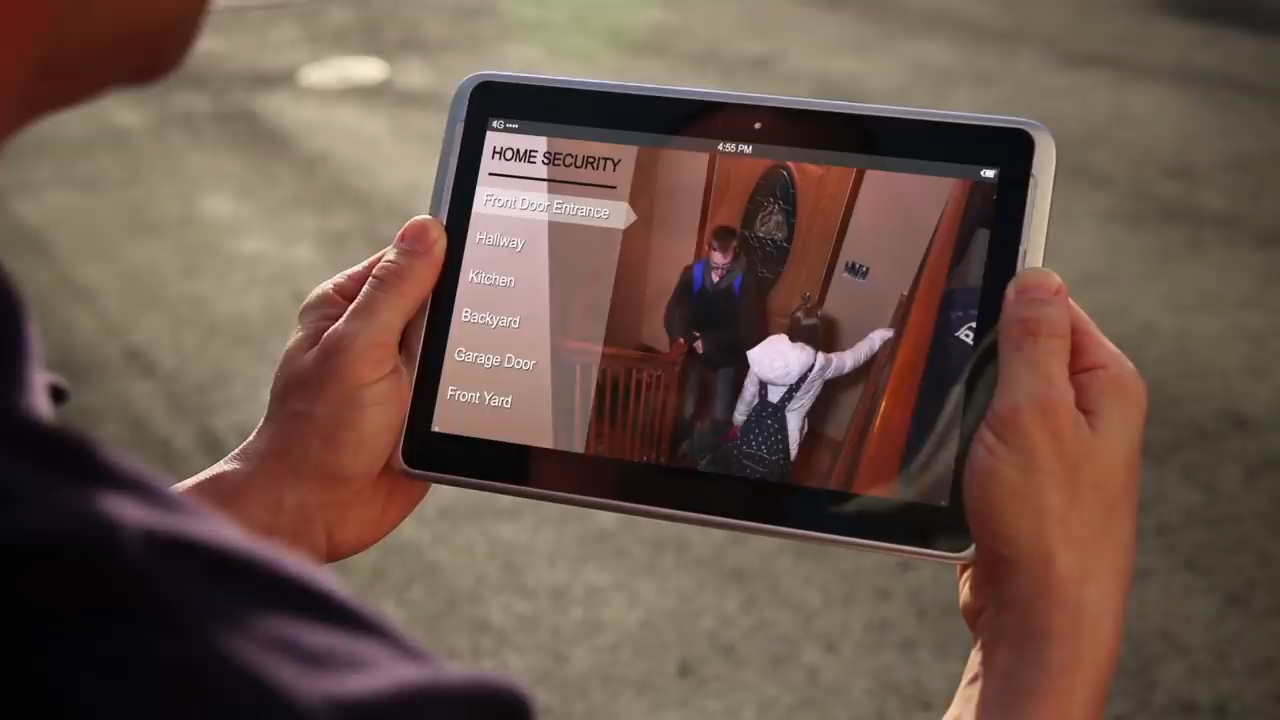 4G
4:55 PM
HOME SECURITY
Front Door Entrance
Hallway
Kitchen
Backyard
Garage Door
Front Yard